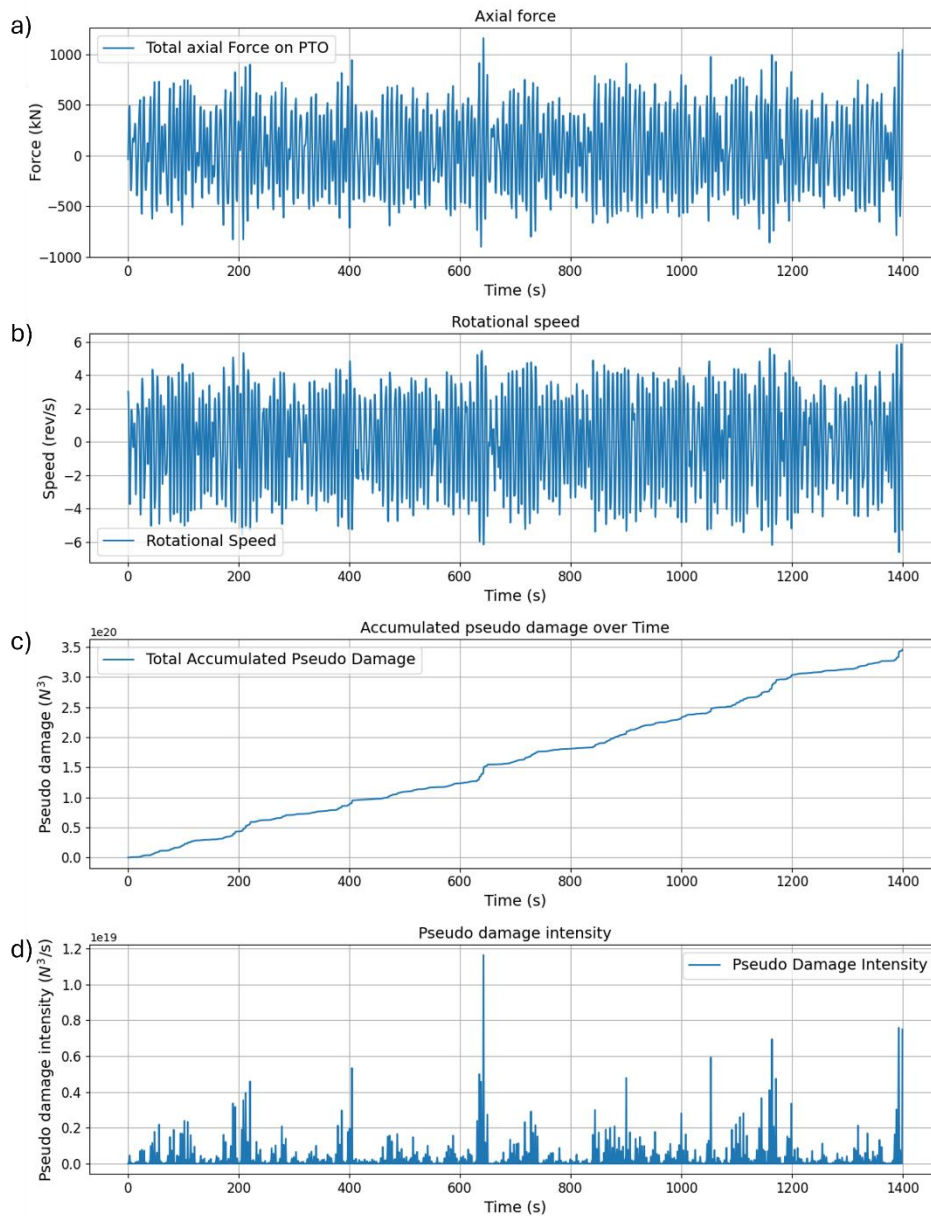 a)
Axial force
Total axial Force on PTO
Force (kN)
1000
500
0
−500
−1000
0 200 400 600 800 1000 1200 1400
Time (s)
b)
Rotational speed
Speed (rev/s)
6
4
2
0
−2
−4
−6
Rotational Speed
0 200 400 600 800 1000 1200 1400
Time (s)
c)
Accumulated pseudo damage over Time
1e20
Total Accumulated Pseudo Damage
Pseudo damage (N³)
3.5
3.0
2.5
2.0
1.5
1.0
0.5
0.0
0 200 400 600 800 1000 1200 1400
Time (s)
d)
Pseudo damage intensity
1e19
Pseudo Damage Intensity
Pseudo damage intensity (N³/s)
1.2
1.0
0.8
0.6
0.4
0.2
0.0
0 200 400 600 800 1000 1200 1400
Time (s)